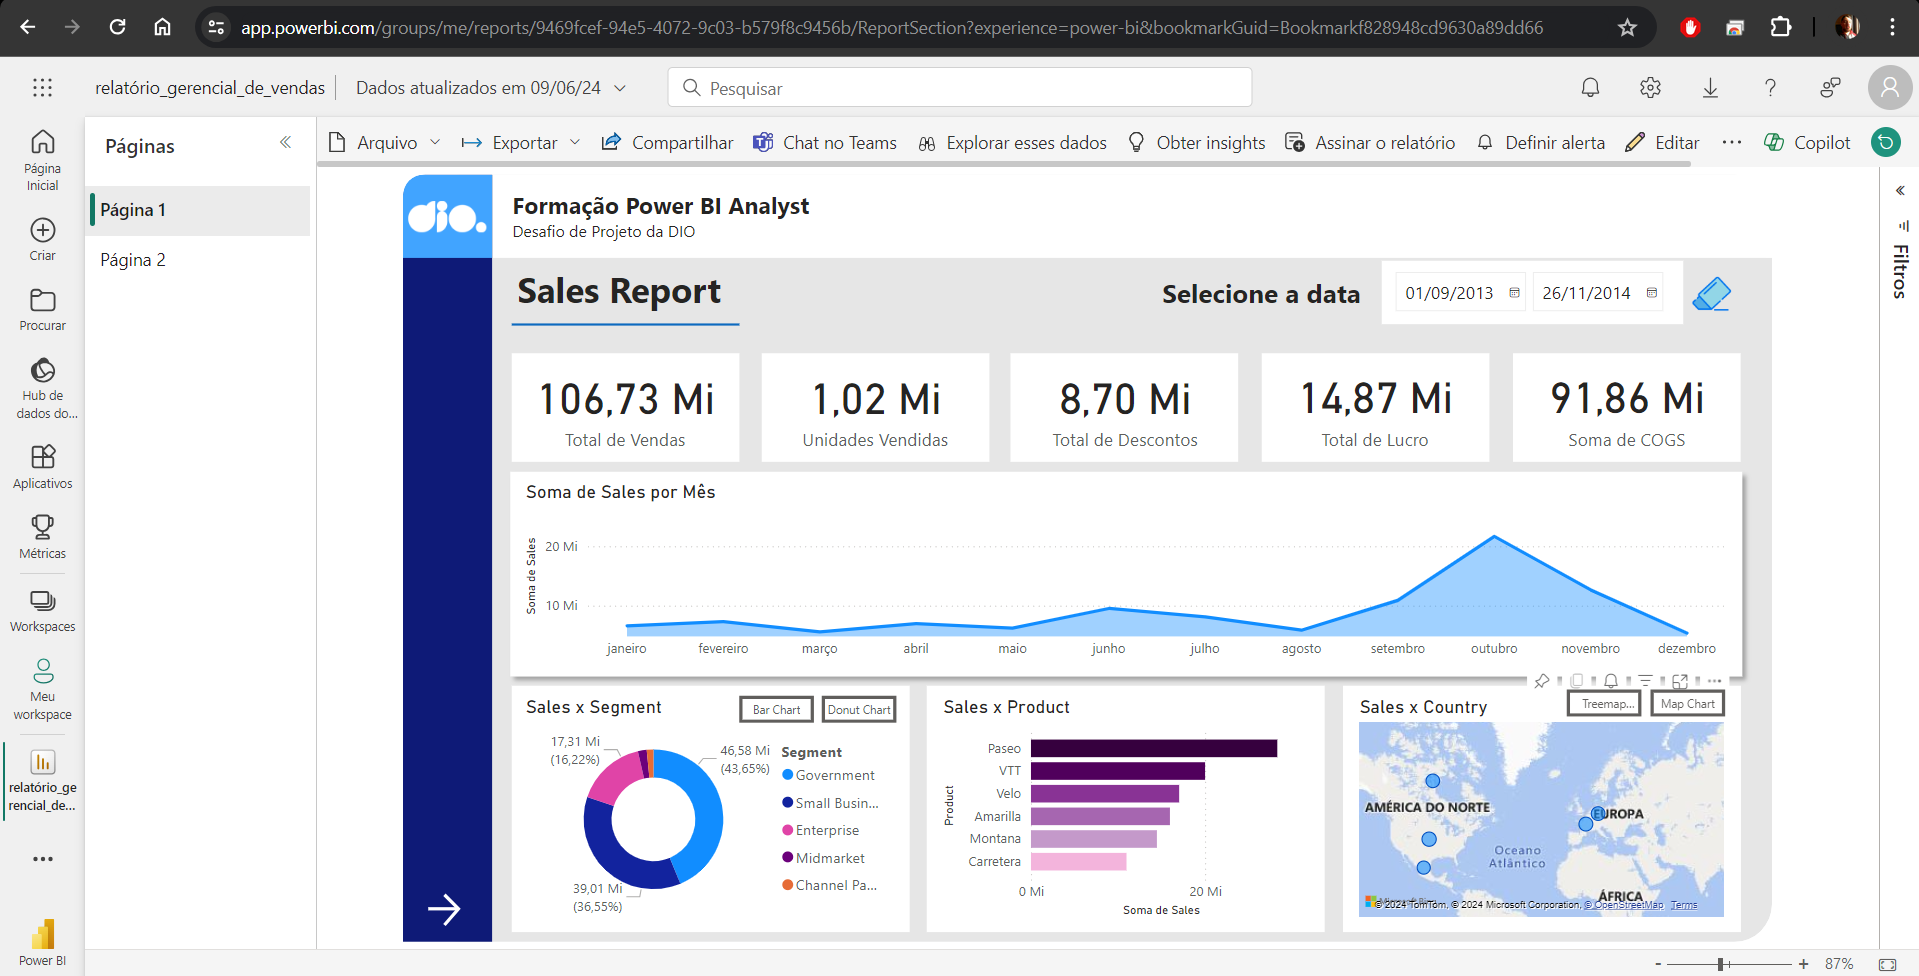 app.powerbi.com/groups/me/reports/9469fcef-94e5-4072-9c03-b579f8c9456b/ReportSection?experience=power-bi&bookmarkGuid=Bookmarkf828948cd9630a89dd66
relatório_gerencial_de_vendas
Dados atualizados em 09/06/24
Pesquisar
Página
Inicial
Criar
Procurar
Hub de
dados do...
Aplicativos
Métricas
Workspaces
Meu
workspace
relatório_ge
rencial_de...
Power BI
Páginas
Página 1
Página 2
Arquivo
Exportar
Compartilhar
Chat no Teams
Explorar esses dados
Obter insights
Assinar o relatório
Definir alerta
Editar
Copilot
Filtros
dio.
Formação Power BI Analyst
Desafio de Projeto da DIO
Sales Report
Selecione a data
01/09/2013
26/11/2014
106,73 Mi
Total de Vendas
1,02 Mi
Unidades Vendidas
8,70 Mi
Total de Descontos
14,87 Mi
Total de Lucro
91,86 Mi
Soma de COGS
Soma de Sales por Mês
Soma de Sales
20 Mi
10 Mi
janeiro fevereiro março abril maio junho julho agosto setembro outubro novembro dezembro
Sales x Segment
Bar Chart
Donut Chart
17,31 Mi
(16,22%)
46,58 Mi
(43,65%)
39,01 Mi
(36,55%)
Segment
Government
Small Busin...
Enterprise
Midmarket
Channel Pa...
Sales x Product
Product
Paseo
VTT
Velo
Amarilla
Montana
Carretera
0 Mi
20 Mi
Soma de Sales
Sales x Country
Treemap...
Map Chart
AMÉRICA DO NORTE
EUROPA
Oceano
Atlântico
ÁFRICA
© 2024 TomTom, © 2024 Microsoft Corporation, © OpenStreetMap Terms
87%